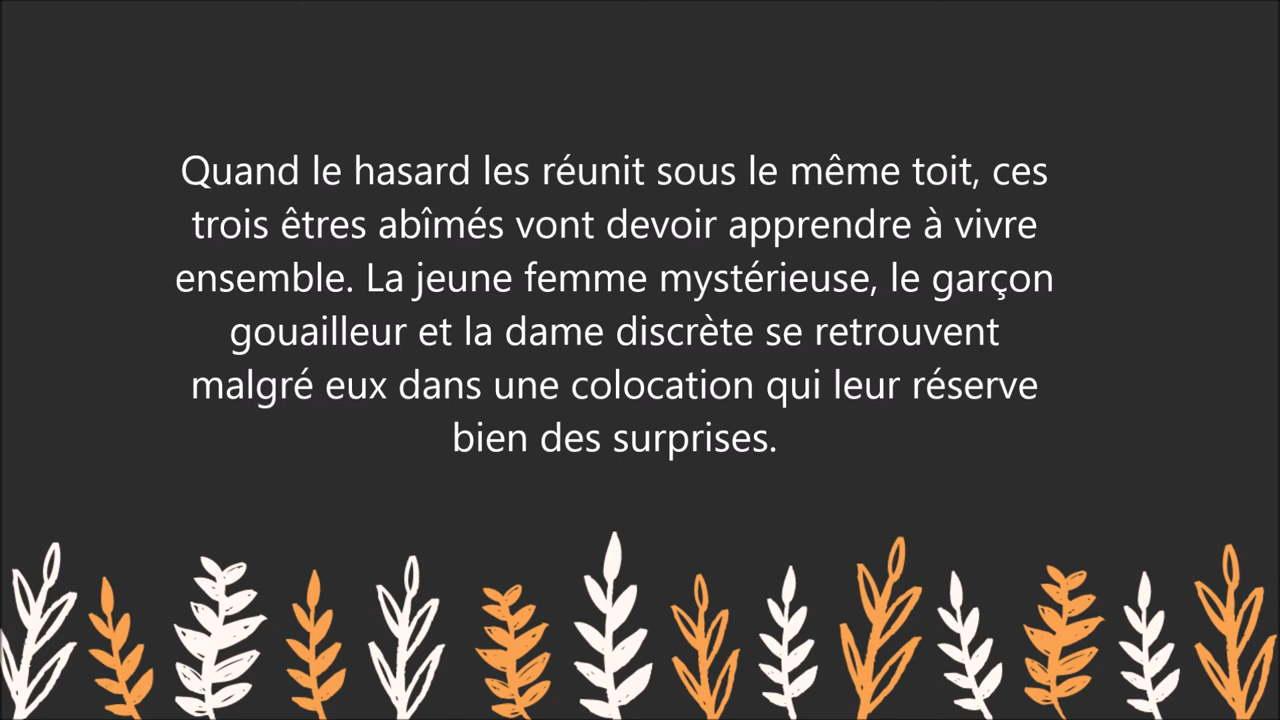 Quand le hasard les réunit sous le même toit, ces
trois êtres abîmés vont devoir apprendre à vivre
ensemble. La jeune femme mystérieuse, le garçon
gouailleur et la dame discrète se retrouvent
malgré eux dans une colocation qui leur réserve
bien des surprises.